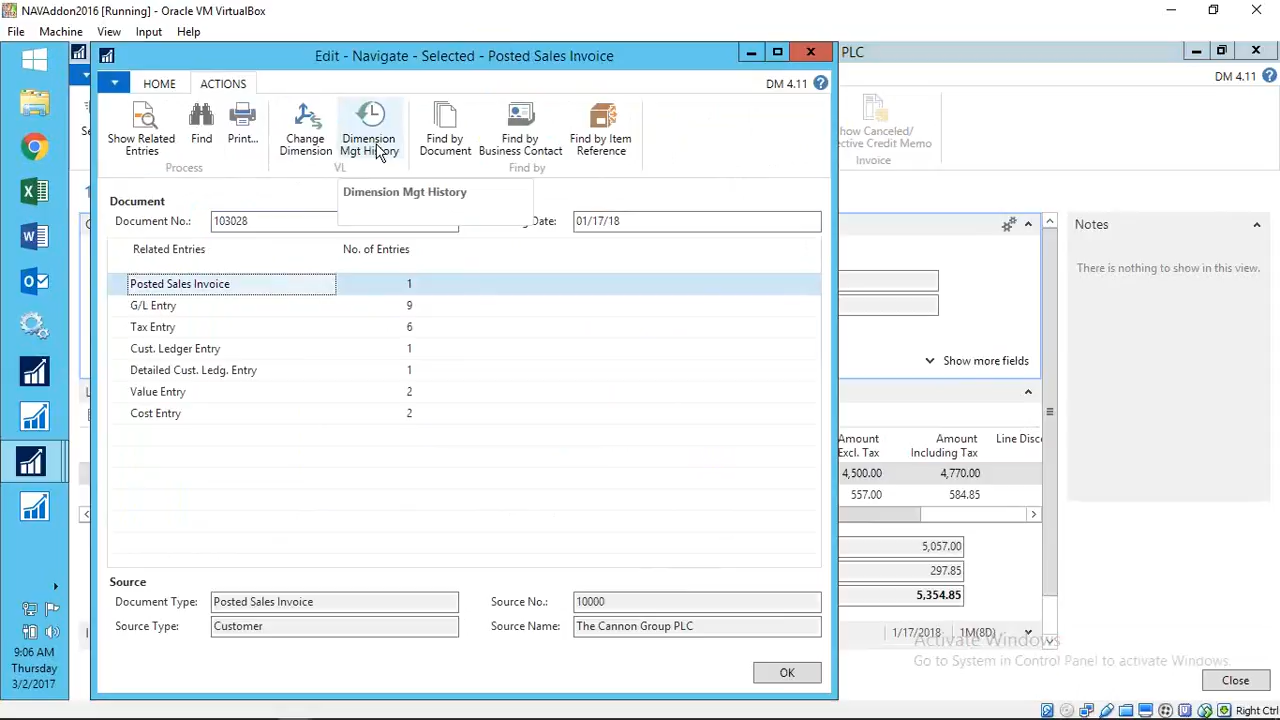 NAVAddon2016 [Running] - Oracle VM VirtualBox
File Machine View Input Help
Edit - Navigate - Selected - Posted Sales Invoice
PLC
HOME ACTIONS
DM 4.11
DM 4.11
Show Related Entries
Find
Print...
Process
Change Dimension
Dimension Mgt History
VL
Find by Document
Find by Business Contact
Find by Item Reference
Find by
Dimension Mgt History
Document
Document No.: 103028
Date: 01/17/18
Related Entries No. of Entries
Posted Sales Invoice 1
G/L Entry 9
Tax Entry 6
Cust. Ledger Entry 1
Detailed Cust. Ledg. Entry 1
Value Entry 2
Cost Entry 2
Source
Document Type: Posted Sales Invoice
Source No.: 10000
Source Type: Customer
Source Name: The Cannon Group PLC
OK
Credit Memo
Invoice
Notes
There is nothing to show in this view.
Show more fields
Amount Excl. Tax
Amount Including Tax
Line Disc
4,500.00 4,770.00
557.00 584.85
5,057.00
297.85
5,354.85
1/17/2018 1M(8D)
Activate Windows
Go to System in Control Panel to activate Windows.
Close
9:06 AM
Thursday
3/2/2017
Right Ctrl